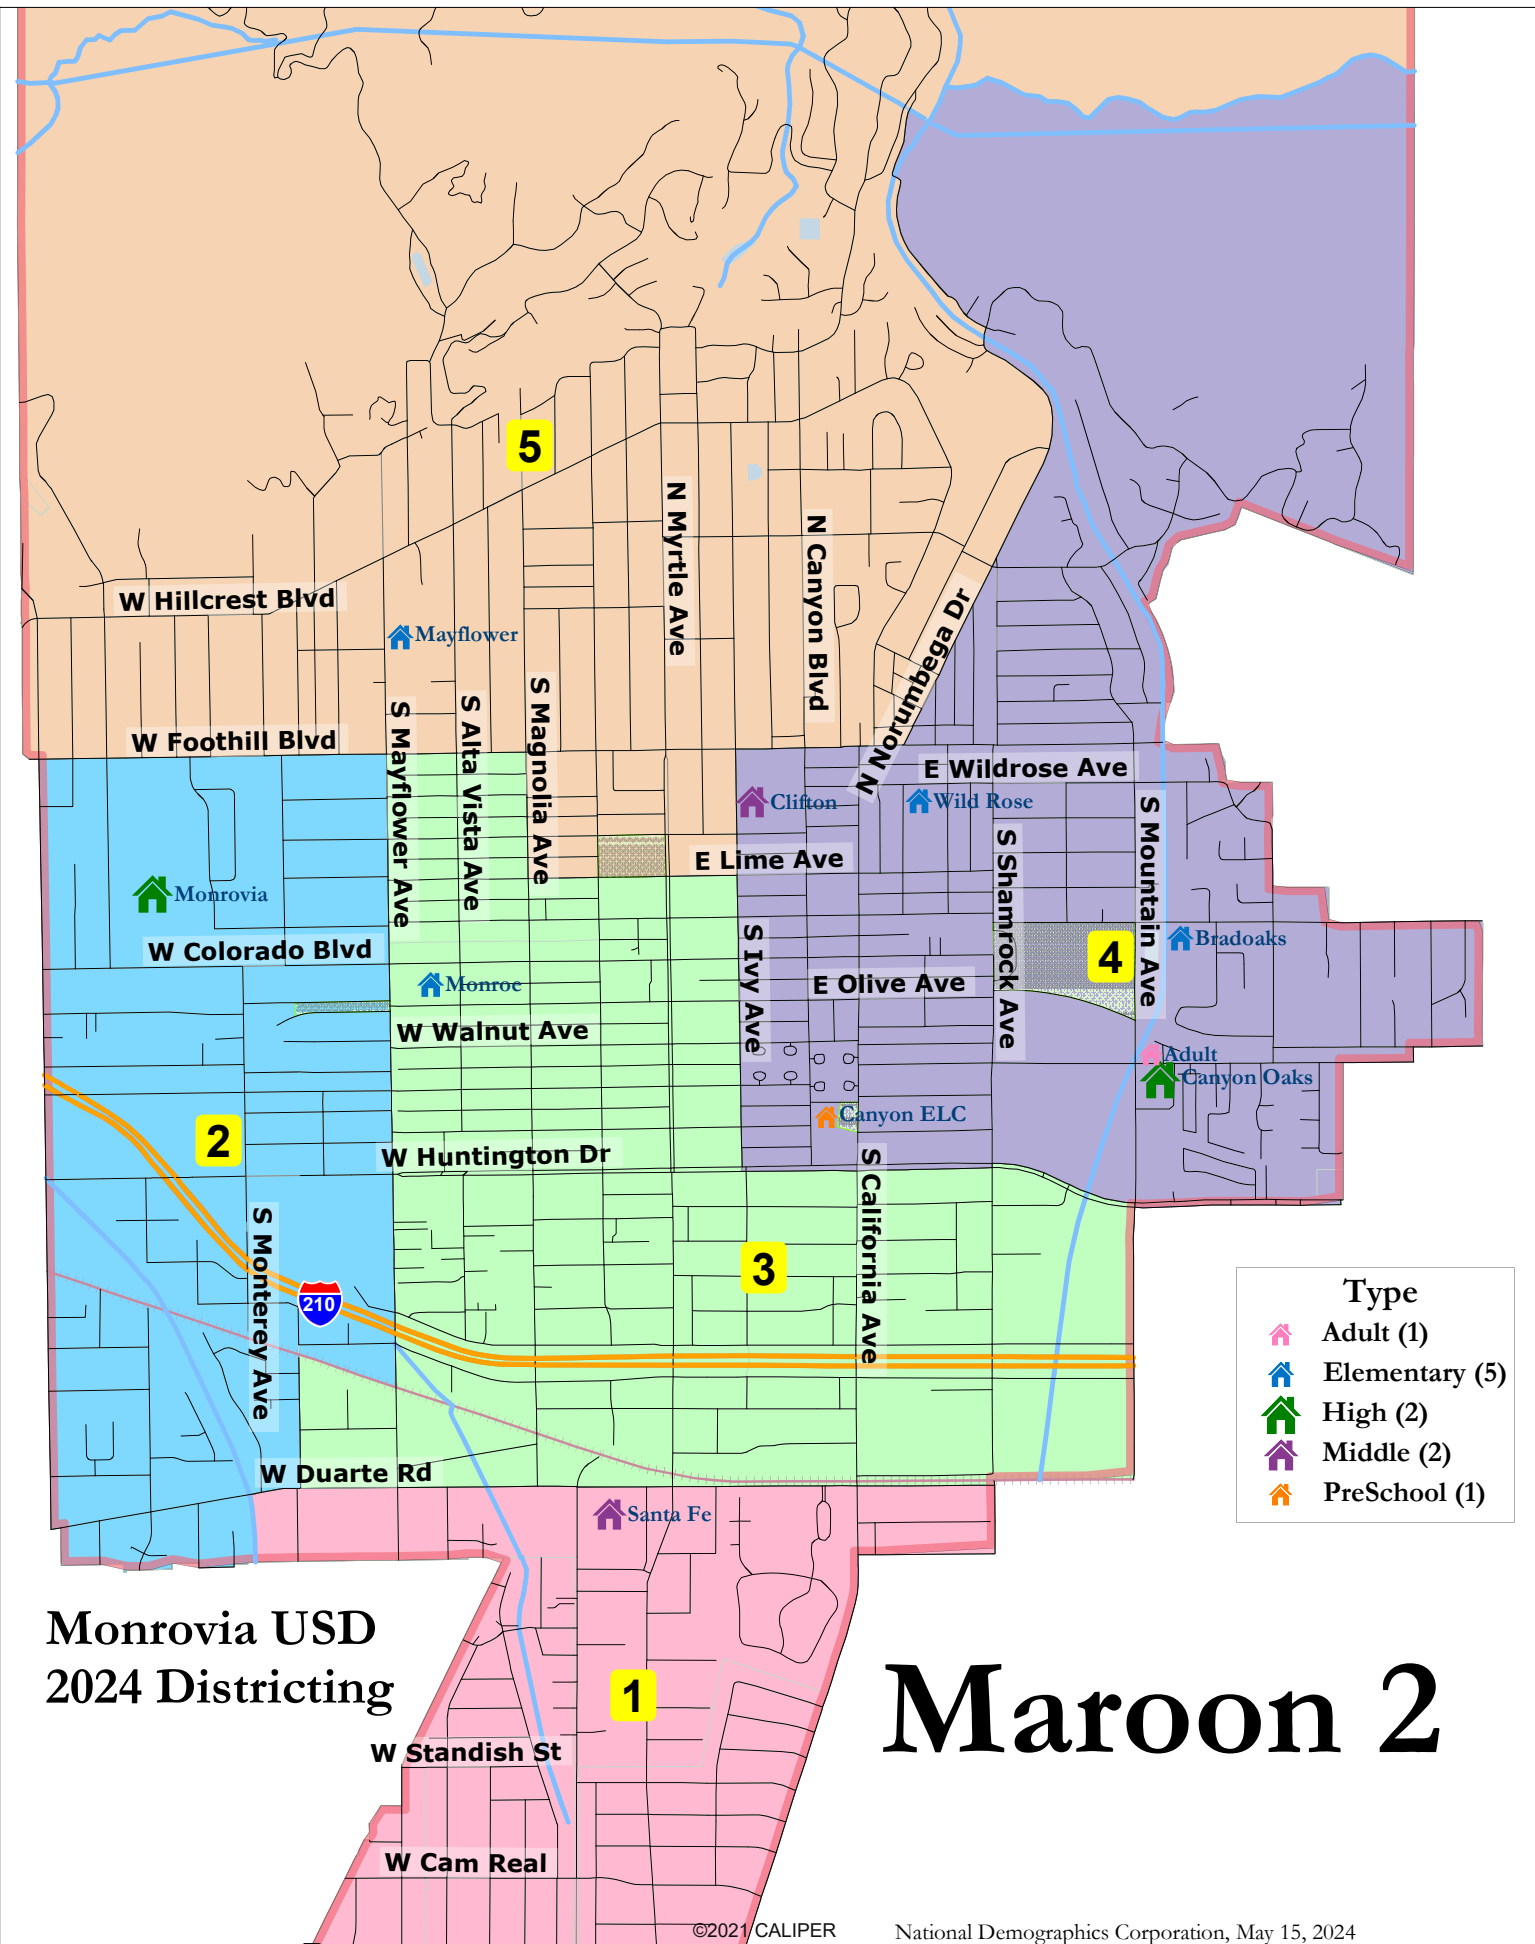 5
N Myrtle Ave
N Canyon Blvd
N Norumbega Dr
W Hillcrest Blvd
Mayflower
S Mayflower Ave
S Alta Vista Ave
S Magnolia Ave
W Foothill Blvd
E Wildrose Ave
Clifton
Wild Rose
S Mountain Ave
S Shamrock Ave
E Lime Ave
Monrovia
W Colorado Blvd
S Ivy Ave
4
Bradoaks
Monroe
E Olive Ave
W Walnut Ave
Adult
Canyon Oaks
Canyon ELC
2
W Huntington Dr
S California Ave
S Monterey Ave
3
210
W Duarte Rd
Santa Fe
Type
Adult (1)
Elementary (5)
High (2)
Middle (2)
PreSchool (1)
Monrovia USD
2024 Districting
1
Maroon 2
W Standish St
W Cam Real
©2021 CALIPER
National Demographics Corporation, May 15, 2024